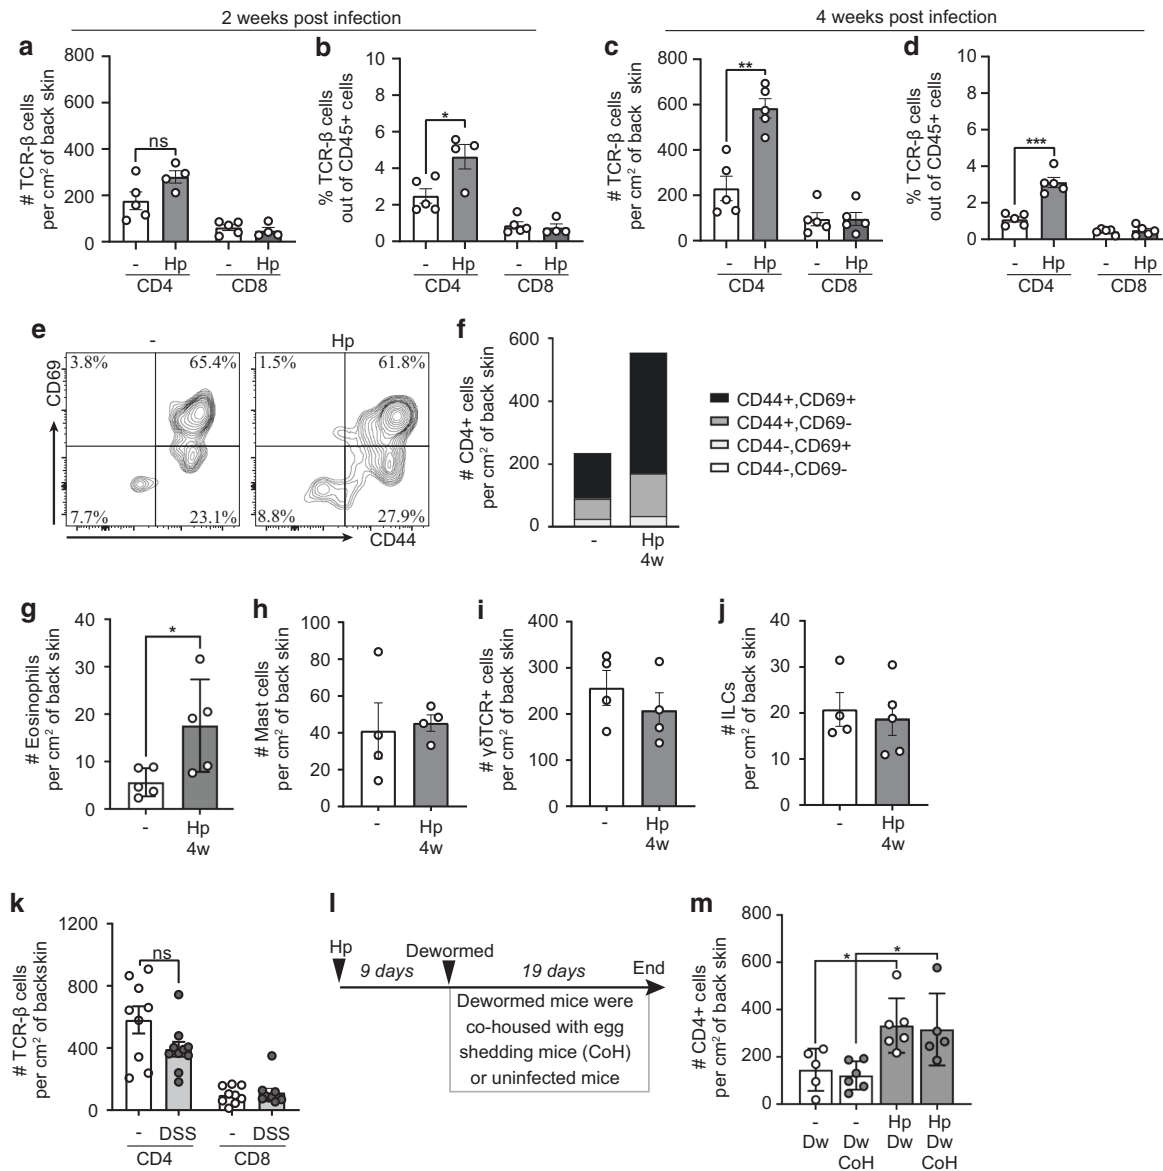 2 weeks post infection
4 weeks post infection
a
# TCR-β cells
per cm2 of back skin
800
600
400
200
0
ns
- Hp - Hp
CD4 CD8
b
% TCR-β cells
out of CD45+ cells
10
8
6
4
2
0
*
- Hp - Hp
CD4 CD8
c
# TCR-β cells
per cm2 of back skin
800
600
400
200
0
**
- Hp - Hp
CD4 CD8
d
% TCR-β cells
out of CD45+ cells
10
8
6
4
2
0
***
- Hp - Hp
CD4 CD8
e
- Hp
CD69
3.8% 65.4%
7.7% 23.1%
1.5% 61.8%
8.8% 27.9%
CD44
f
# CD4+ cells
per cm2 of back skin
600
400
200
0
- Hp
4w
CD44+,CD69+
CD44+,CD69-
CD44-,CD69+
CD44-,CD69-
g
# Eosinophils
per cm2 of back skin
40
30
20
10
0
*
- Hp
4w
h
# Mast cells
per cm2 of back skin
100
80
60
40
20
0
- Hp
4w
i
# γδTCR+ cells
per cm2 of back skin
400
300
200
100
0
- Hp
4w
j
# ILCs
per cm2 of back skin
40
30
20
10
0
- Hp
4w
k
# TCR-β cells
per cm2 of backskin
1200
800
400
0
ns
- DSS - DSS
CD4 CD8
l
Hp Dewormed End
9 days 19 days
Dewormed mice were
co-housed with egg
shedding mice (CoH)
or uninfected mice
m
# CD4+ cells
per cm2 of back skin
800
600
400
200
0
* *
- - Hp Hp
Dw Dw Dw Dw
CoH CoH